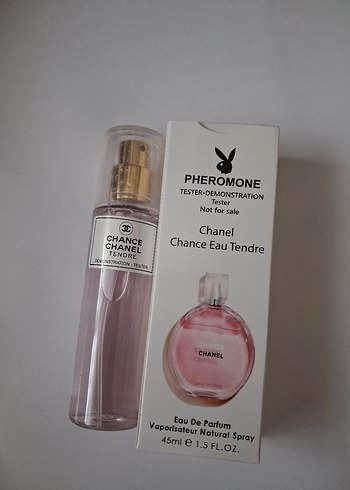 CHANCE
CHANEL
TENDRE
DEMONSTRATION - TESTER
PHEROMONE
TESTER•DEMONSTRATION
Tester
Not for sale
Chanel
Chance Eau Tendre
CHANCE
CHANEL
Eau De Parfum
Vaporisateur Natural Spray
45ml ℮ 1.5 FL.OZ.